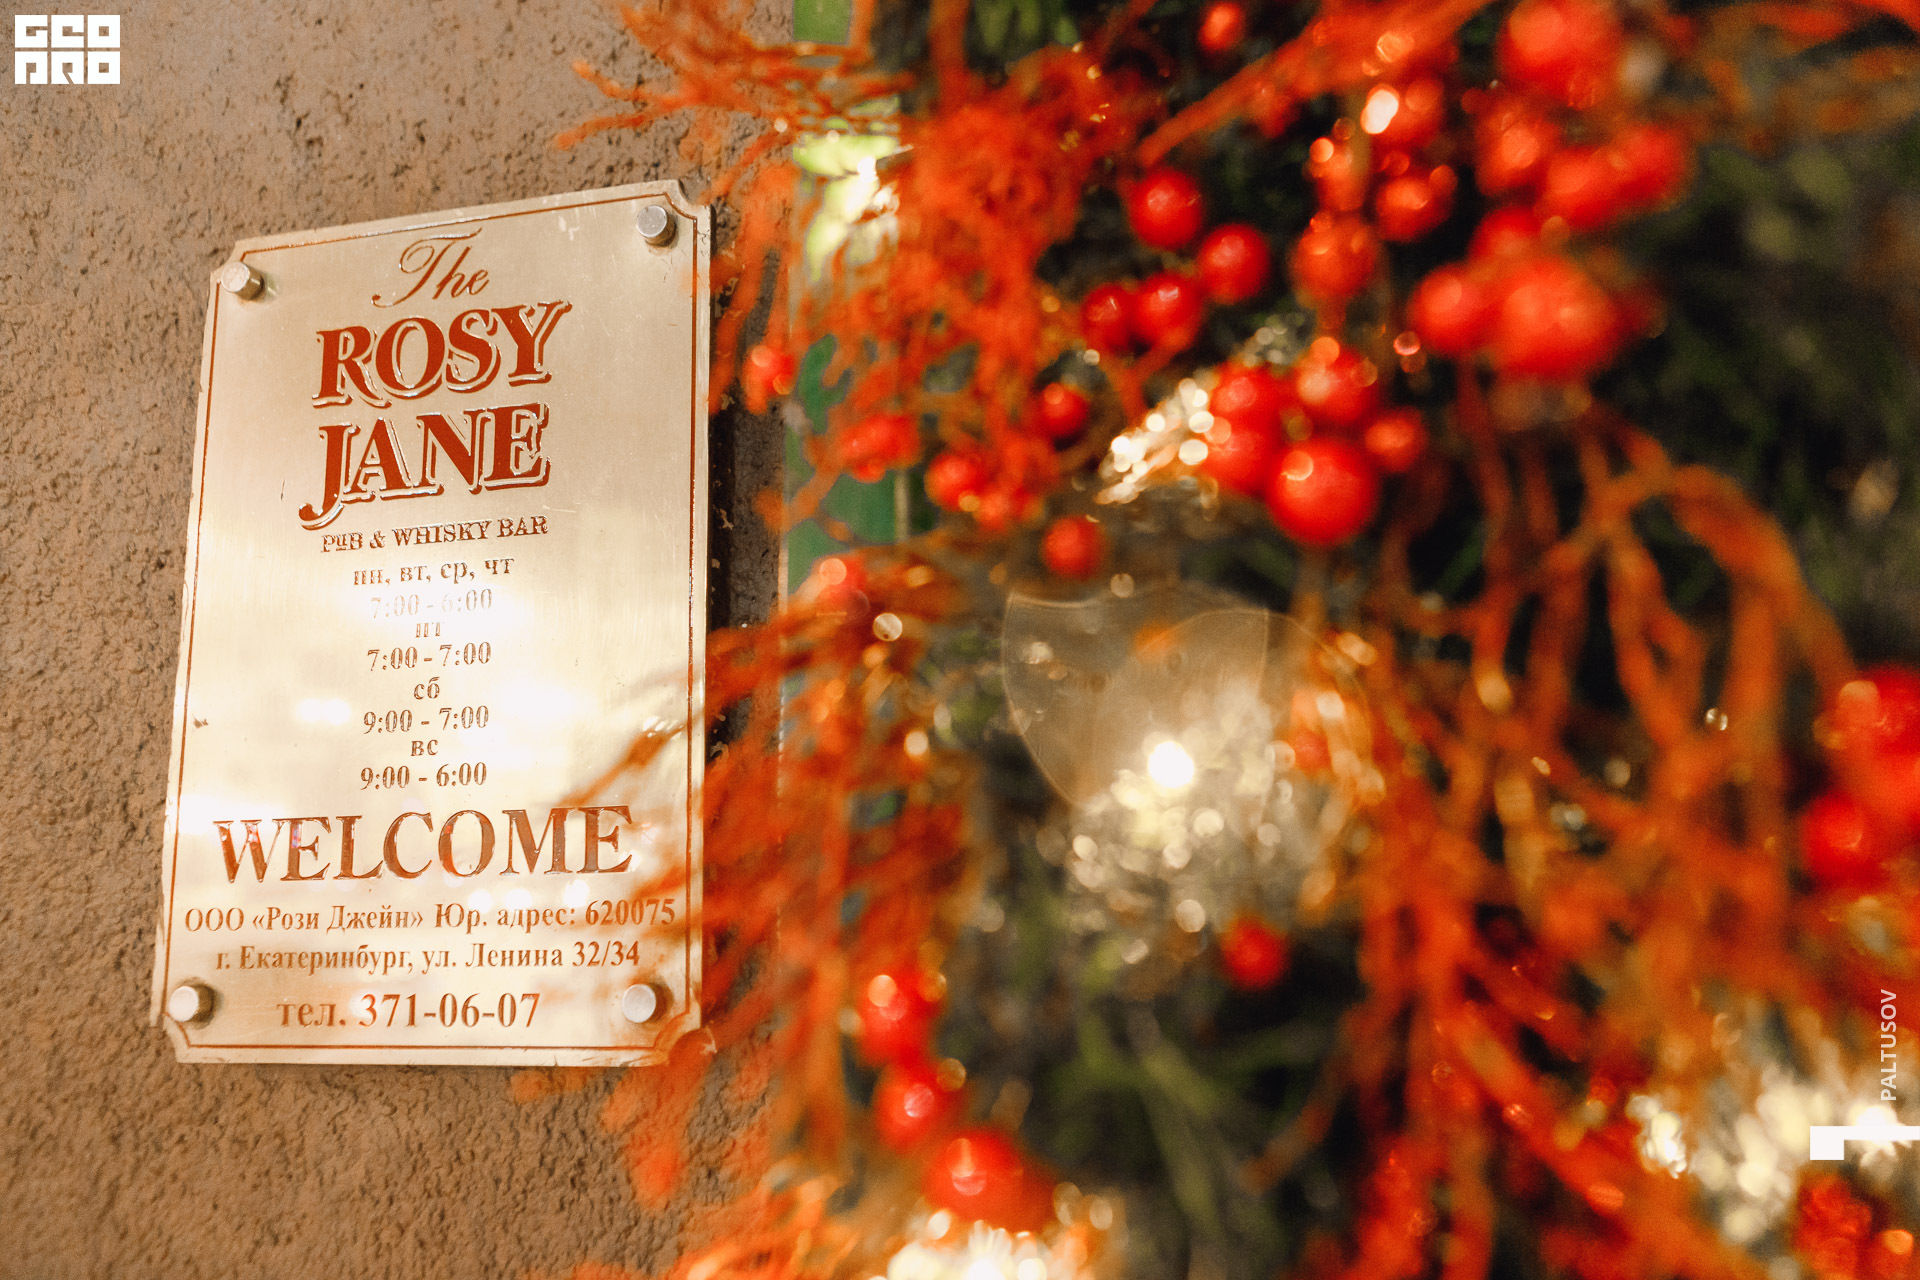 GEO
PRO
The
ROSY
JANE
PUB & WHISKY BAR
пн, вт, ср, чт
7:00 - 6:00
пт
7:00 - 7:00
сб
9:00 - 7:00
вс
9:00 - 6:00
WELCOME
ООО «Рози Джейн» Юр. адрес: 620075
г. Екатеринбург, ул. Ленина 32/34
тел. 371-06-07
PALTUSOV